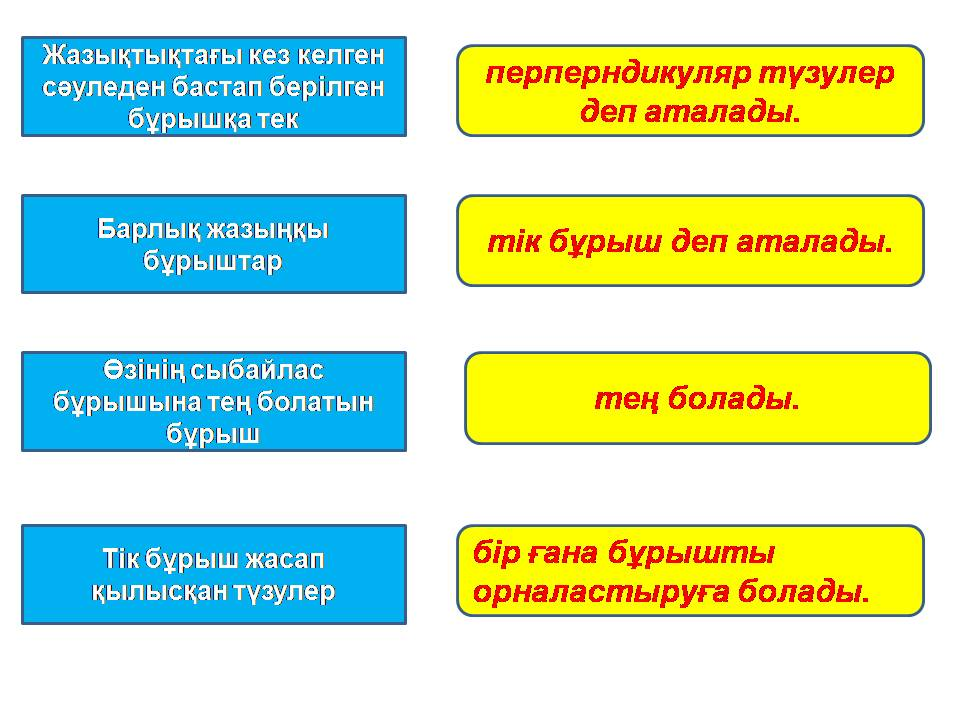 Жазықтықтағы кез келген
сәуледен бастап берілген
бұрышқа тек
перперндикуляр түзулер
деп аталады.
Барлық жазыңқы
бұрыштар
тік бұрыш деп аталады.
Өзінің сыбайлас
бұрышына тең болатын
бұрыш
тең болады.
Тік бұрыш жасап
қылысқан түзулер
бір ғана бұрышты
орналастыруға болады.